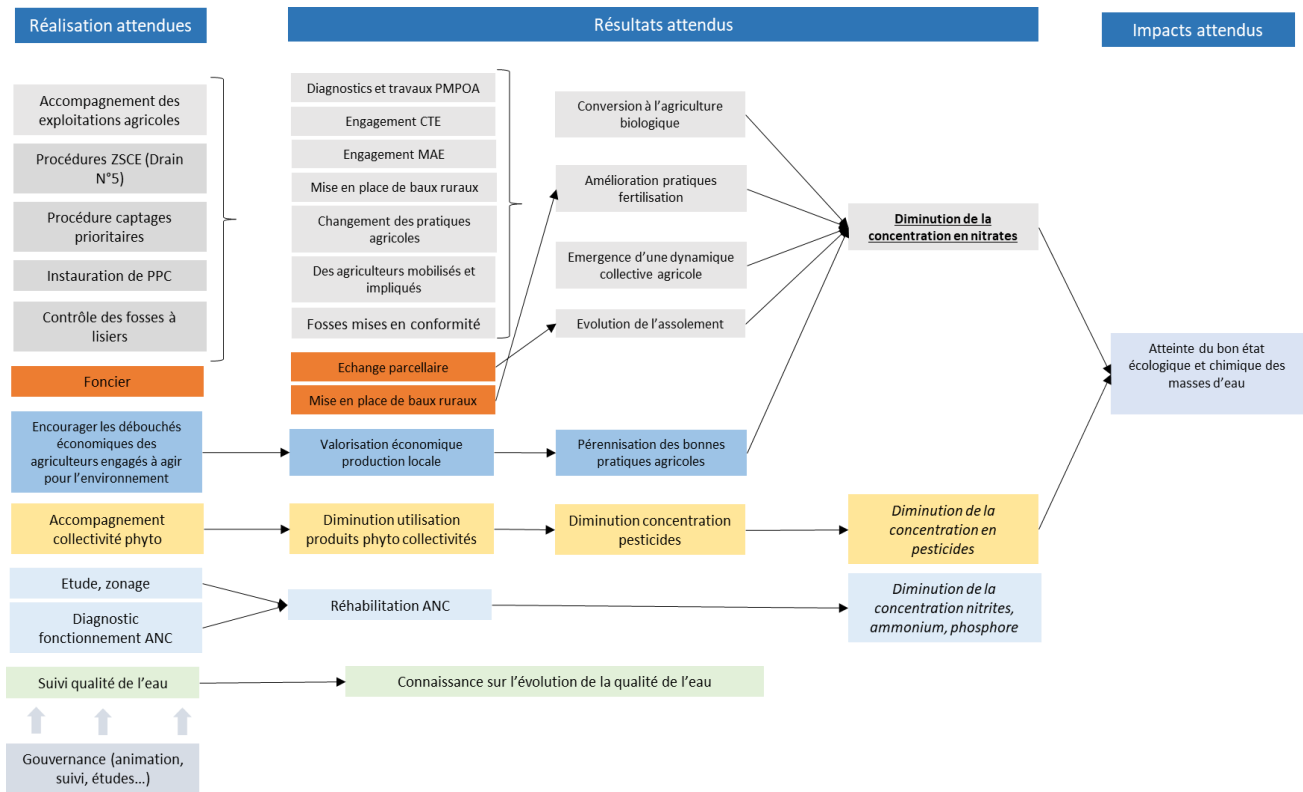 Réalisation attendues
Résultats attendus
Impacts attendus
Accompagnement des
exploitations agricoles
Procédures ZSCE (Drain
N°5)
Procédure captages
prioritaires
Instauration de PPC
Contrôle des fosses à
lisiers
Foncier
Encourager les débouchés
économiques des
agriculteurs engagés à agir
pour l'environnement
Accompagnement
collectivité phyto
Etude, zonage
Diagnostic
fonctionnement ANC
Suivi qualité de l'eau
Gouvernance (animation,
suivi, études...)
Diagnostics et travaux PMPOA
Engagement CTE
Engagement MAE
Mise en place de baux ruraux
Changement des pratiques
agricoles
Des agriculteurs mobilisés et
impliqués
Fosses mises en conformité
Echange parcellaire
Mise en place de baux ruraux
Valorisation économique
production locale
Diminution utilisation
produits phyto collectivités
Réhabilitation ANC
Connaissance sur l'évolution de la qualité de l'eau
Conversion à l'agriculture
biologique
Amélioration pratiques
fertilisation
Emergence d'une dynamique
collective agricole
Evolution de l'assolement
Pérennisation des bonnes
pratiques agricoles
Diminution concentration
pesticides
Diminution de la
concentration en nitrates
Diminution de la
concentration en
pesticides
Diminution de la
concentration nitrites,
ammonium, phosphore
Atteinte du bon état
écologique et chimique des
masses d'eau